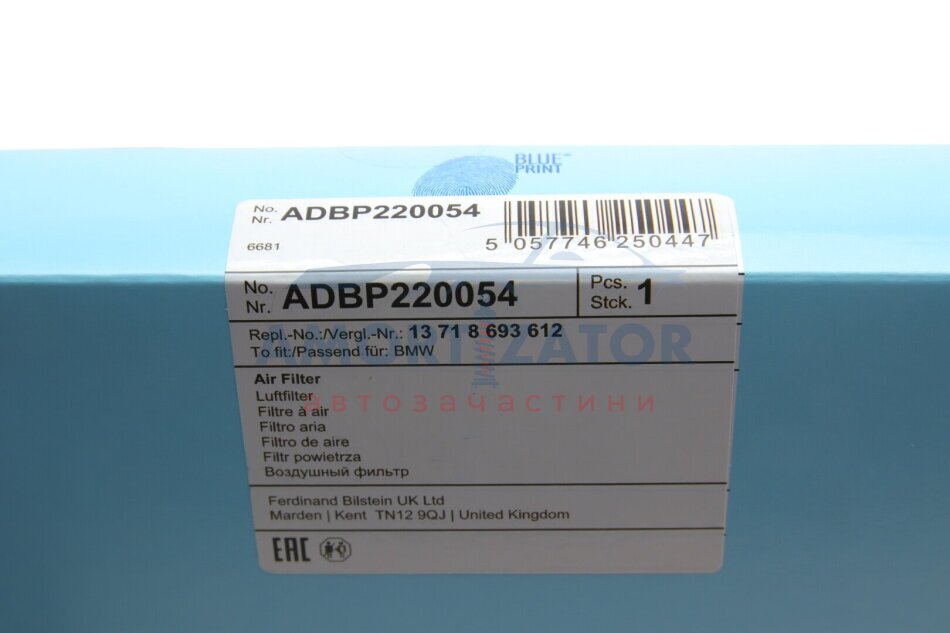 BLUE
PRINT
No.
Nr. ADBP220054
6681
5 057746 250447
No.
Nr. ADBP220054
Pcs.
Stck. 1
Repl.-No.:/Vergl.-Nr.: 13 71 8 693 612
To fit:/Passend für: BMW
AMORTIZATOR
автозачастини
Air Filter
Luftfilter
Filtre à air
Filtro aria
Filtro de aire
Filtr powietrza
Воздушный фильтр
Ferdinand Bilstein UK Ltd
Marden | Kent TN12 9QJ | United Kingdom
EAC